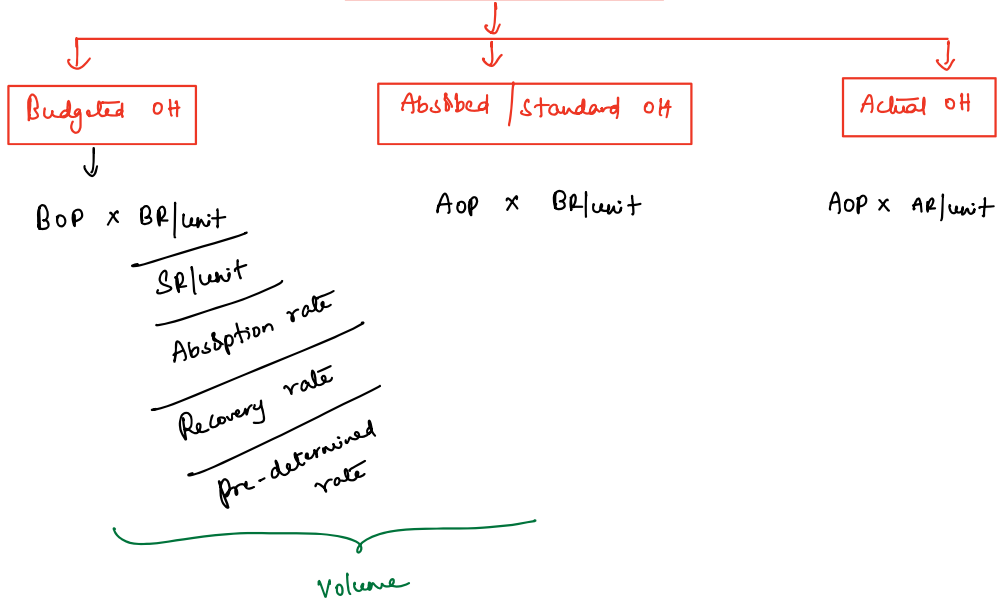 Budgeted OH
Absorbed / Standard OH
Actual OH
BOP x BR/unit
AOP x BR/unit
AOP x AR/unit
SR/unit
Absorption rate
Recovery rate
Pre-determined
rate
Volume